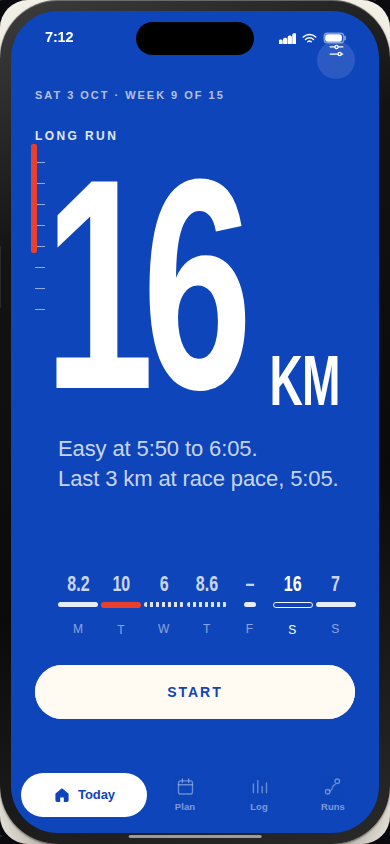 7:12
SAT 3 OCT · WEEK 9 OF 15
LONG RUN
16 KM
Easy at 5:50 to 6:05.
Last 3 km at race pace, 5:05.
8.2 10 6 8.6 – 16 7
M T W T F S S
START
Today Plan Log Runs